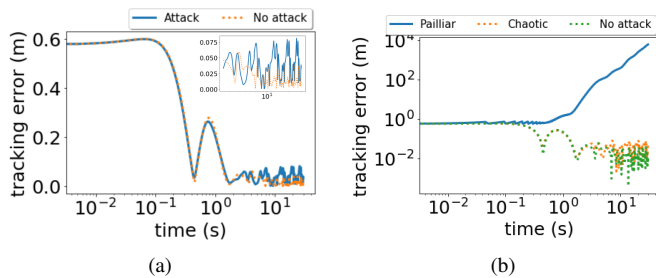 Attack No attack
tracking error (m)
0.6
0.4
0.2
0.0
0.075
0.050
0.025
0.000
10¹
10⁻² 10⁻¹ 10⁰ 10¹
time (s)
(a)
Pailliar Chaotic No attack
tracking error (m)
10⁴
10²
10⁰
10⁻²
10⁻² 10⁻¹ 10⁰ 10¹
time (s)
(b)